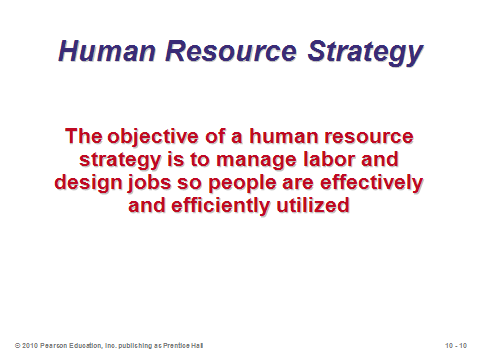 Human Resource Strategy
The objective of a human resource
strategy is to manage labor and
design jobs so people are effectively
and efficiently utilized
© 2010 Pearson Education, Inc. publishing as Prentice Hall
10 - 10